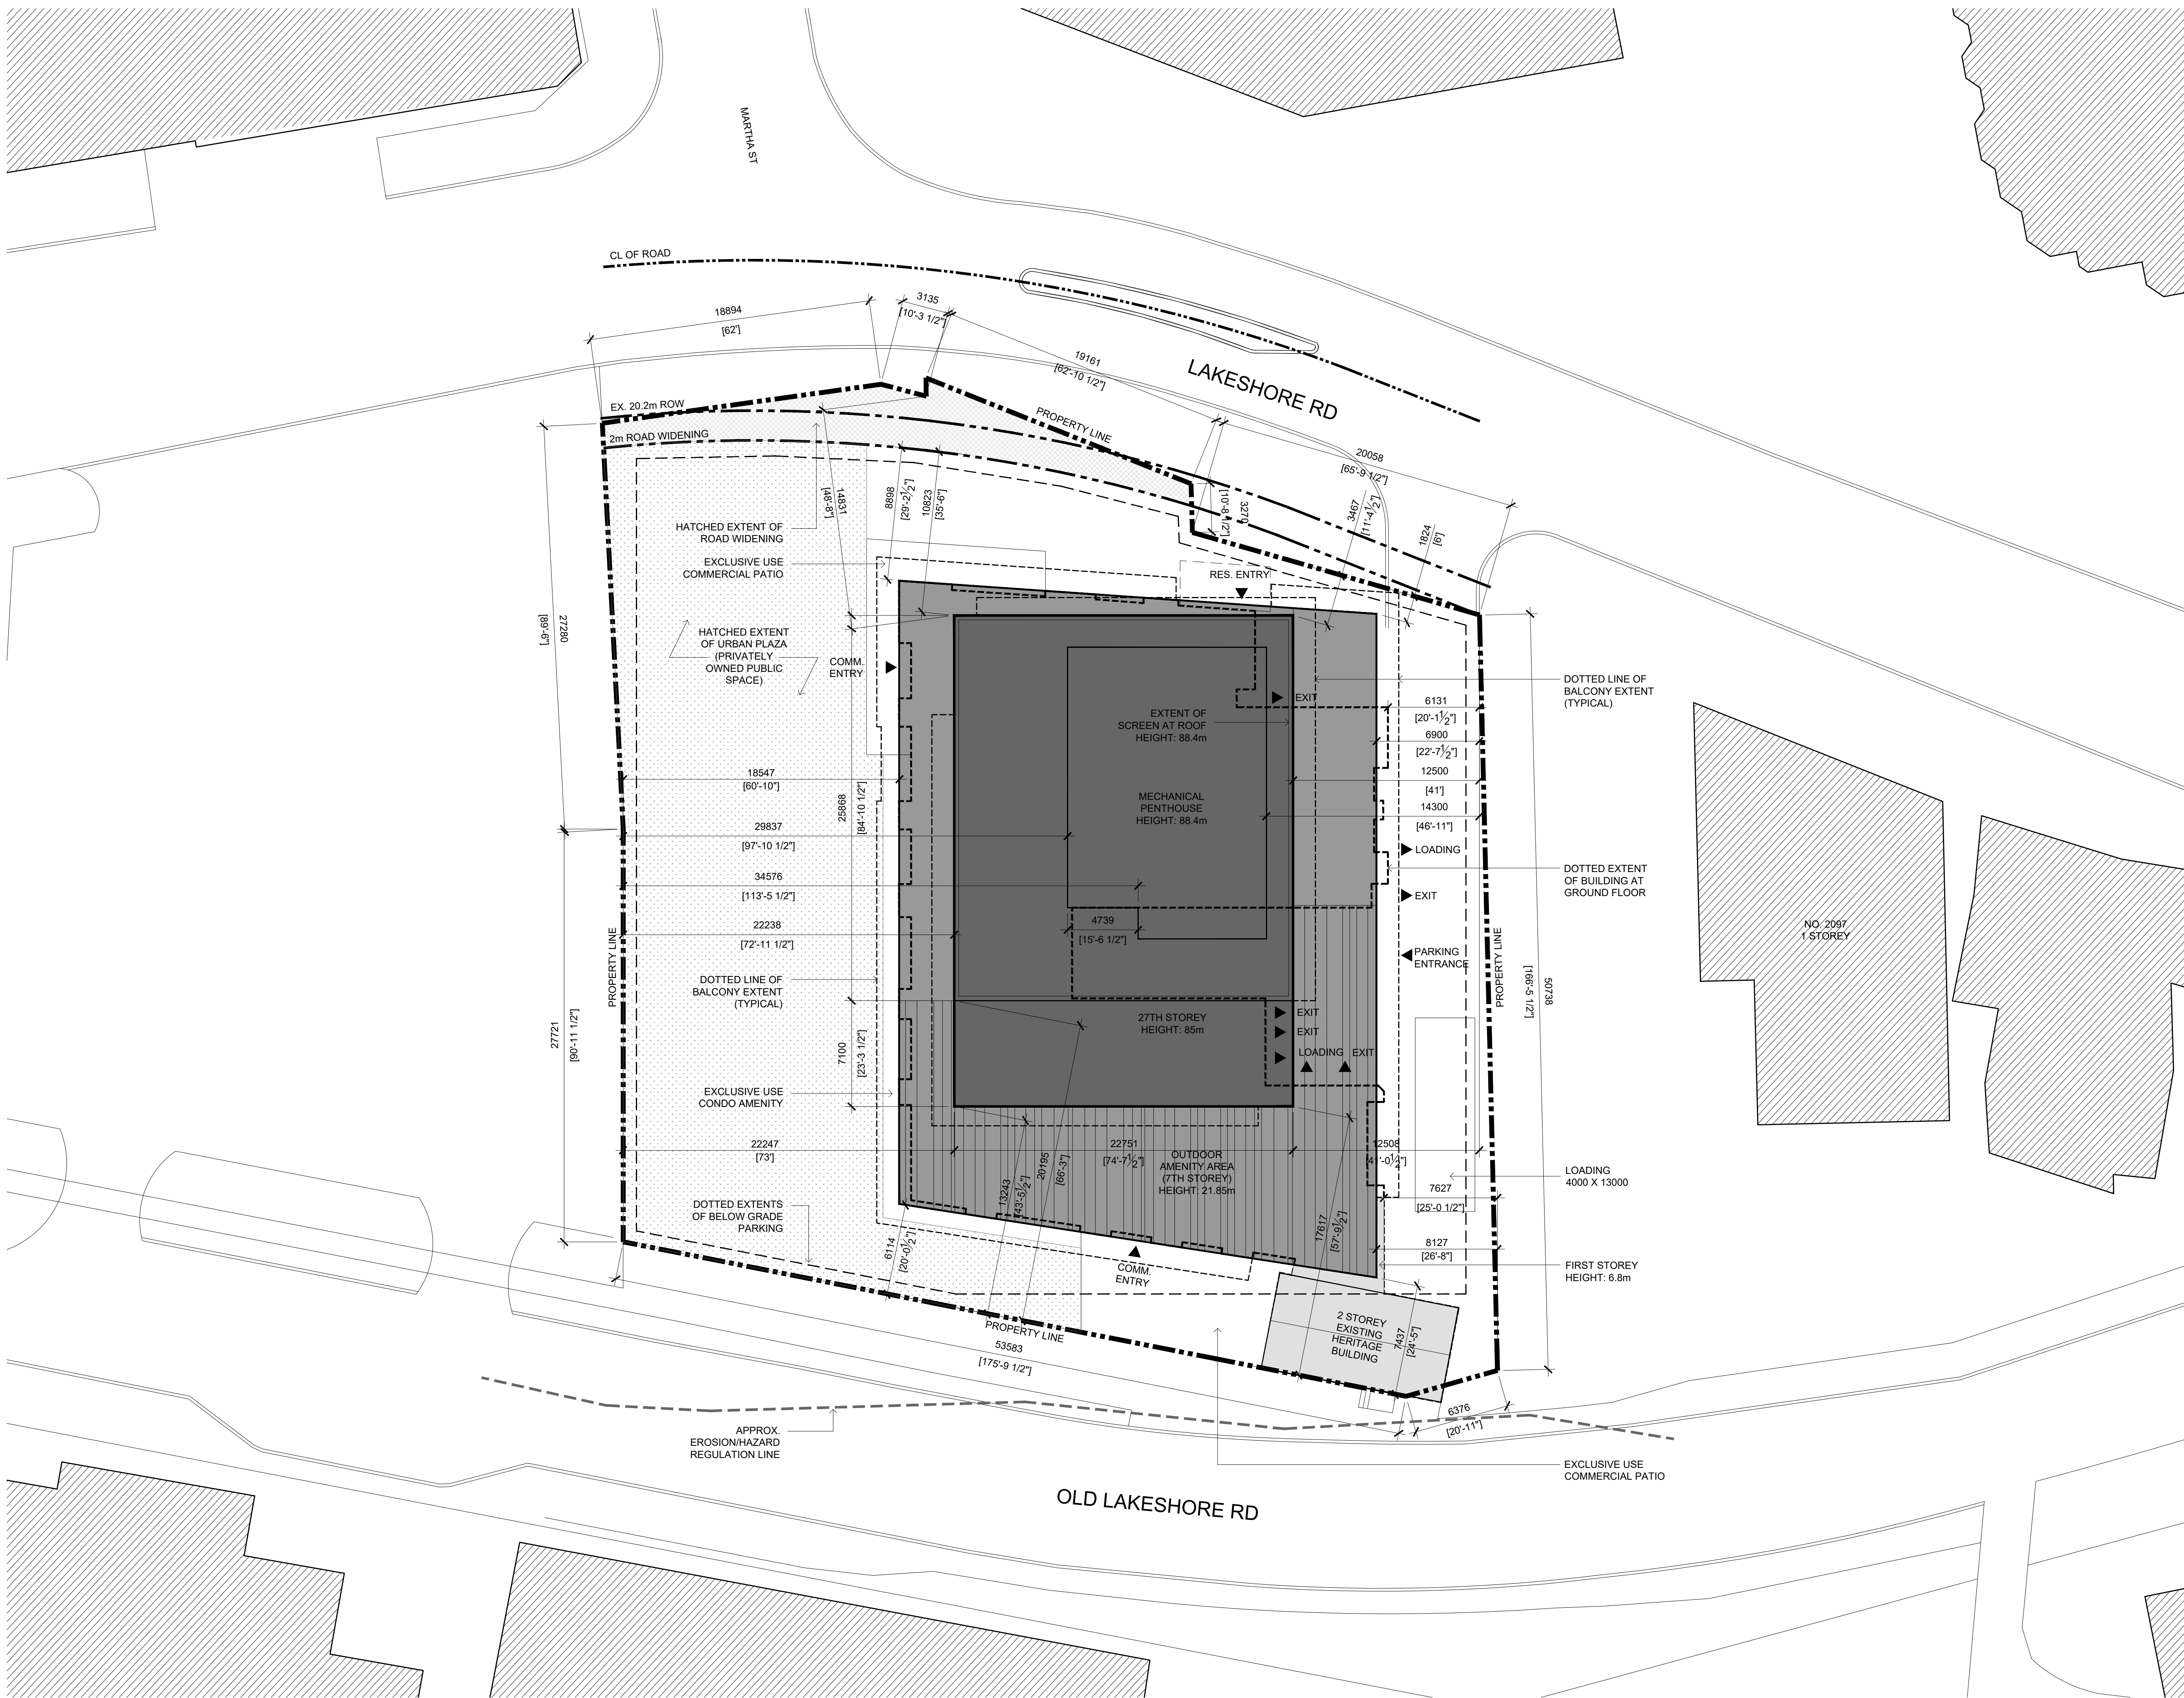 MARTHA ST
CL OF ROAD
18894
[62']
3135
[10'-3 1/2"]
19161
[62'-10 1/2"]
LAKESHORE RD
EX. 20.2m ROW
2m ROAD WIDENING
PROPERTY LINE
20058
[65'-9 1/2"]
14831
[48'-8"]
8898
[29'-2 1/2"]
10823
[35'-6"]
3270
[10'-8 1/2"]
3467
[11'-4 1/2"]
1824
[6']
HATCHED EXTENT OF
ROAD WIDENING
EXCLUSIVE USE
COMMERCIAL PATIO
RES. ENTRY
27280
[89'-6"]
HATCHED EXTENT
OF URBAN PLAZA
(PRIVATELY
OWNED PUBLIC
SPACE)
COMM.
ENTRY
EXIT
EXTENT OF
SCREEN AT ROOF
HEIGHT: 88.4m
DOTTED LINE OF
BALCONY EXTENT
(TYPICAL)
6131
[20'-1 1/2"]
6900
[22'-7 1/2"]
12500
[41']
14300
[46'-11"]
18547
[60'-10"]
25868
[84'-10 1/2"]
MECHANICAL
PENTHOUSE
HEIGHT: 88.4m
29837
[97'-10 1/2"]
LOADING
34576
[113'-5 1/2"]
EXIT
DOTTED EXTENT
OF BUILDING AT
GROUND FLOOR
22238
[72'-11 1/2"]
4739
[15'-6 1/2"]
NO. 2097
1 STOREY
PROPERTY LINE
PARKING
ENTRANCE
PROPERTY LINE
50738
[166'-5 1/2"]
DOTTED LINE OF
BALCONY EXTENT
(TYPICAL)
27TH STOREY
HEIGHT: 85m
EXIT
EXIT
LOADING
EXIT
27721
[90'-11 1/2"]
7100
[23'-3 1/2"]
EXCLUSIVE USE
CONDO AMENITY
22247
[73']
22751
[74'-7 1/2"]
12508
[41'-0 1/2"]
OUTDOOR
AMENITY AREA
(7TH STOREY)
HEIGHT: 21.85m
13243
[43'-5 1/2"]
20195
[66'-3"]
LOADING
4000 X 13000
7627
[25'-0 1/2"]
DOTTED EXTENTS
OF BELOW GRADE
PARKING
6114
[20'-0 1/2"]
17617
[57'-9 1/2"]
8127
[26'-8"]
COMM.
ENTRY
FIRST STOREY
HEIGHT: 6.8m
PROPERTY LINE
53583
[175'-9 1/2"]
2 STOREY
EXISTING
HERITAGE
BUILDING
7437
[24'-5"]
6376
[20'-11"]
APPROX.
EROSION/HAZARD
REGULATION LINE
EXCLUSIVE USE
COMMERCIAL PATIO
OLD LAKESHORE RD